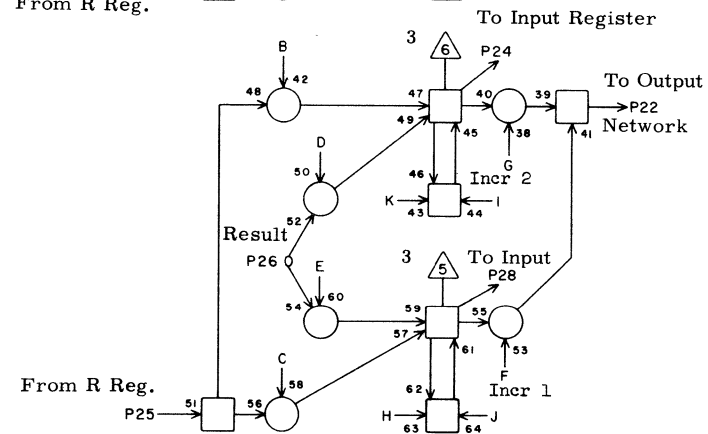 From R Reg.
To Input Register
B
3
6
P24
42
48
47
40
39
To Output
P22
49
45
38
41
Network
D
G
50
46
Incr 2
K
I
43
44
52
Result
P26
E
3
5
To Input
P28
54
60
59
55
57
53
C
61
F
58
62
Incr 1
From R Reg.
P25
51
56
H
J
63
64